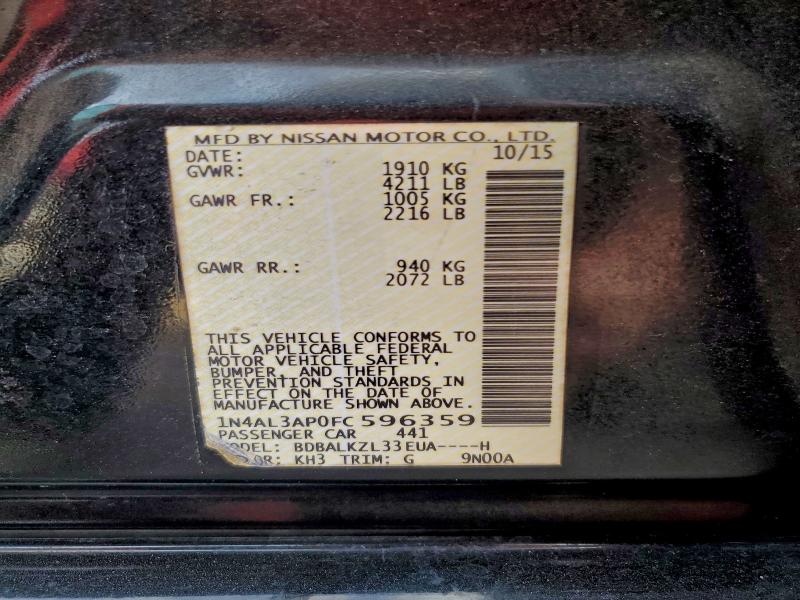 MFD BY NISSAN MOTOR CO., LTD.
DATE: 10/15
GVWR: 1910 KG
4211 LB
GAWR FR.: 1005 KG
2216 LB
GAWR RR.: 940 KG
2072 LB
THIS VEHICLE CONFORMS TO
ALL APPLICABLE FEDERAL
MOTOR VEHICLE SAFETY,
BUMPER, AND THEFT
PREVENTION STANDARDS IN
EFFECT ON THE DATE OF
MANUFACTURE SHOWN ABOVE.
1N4AL3AP0FC596359
PASSENGER CAR 441
ODEL: BDBALKZL33EUA----H
OR: KH3 TRIM: G 9N00A